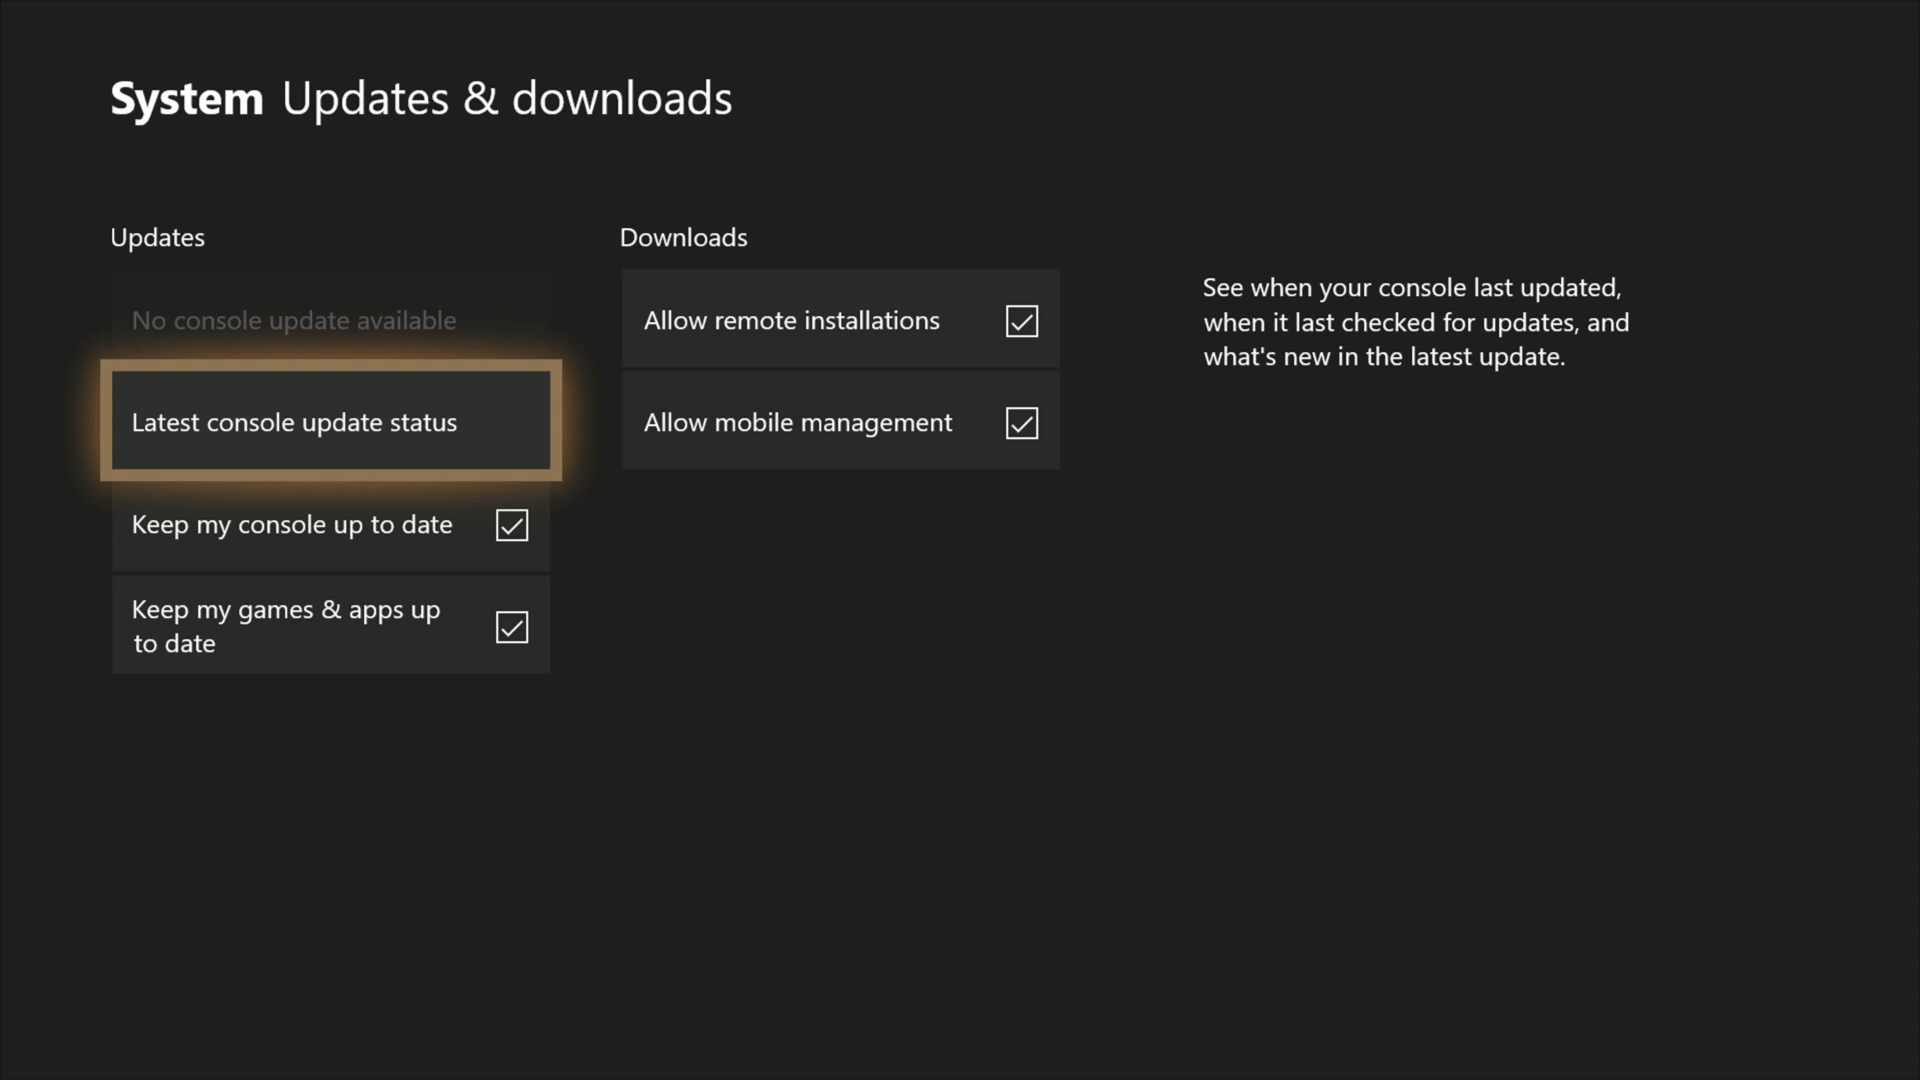 System Updates & downloads
Updates
No console update available
Latest console update status
Keep my console up to date
Keep my games & apps up
to date
Downloads
Allow remote installations
Allow mobile management
See when your console last updated,
when it last checked for updates, and
what's new in the latest update.